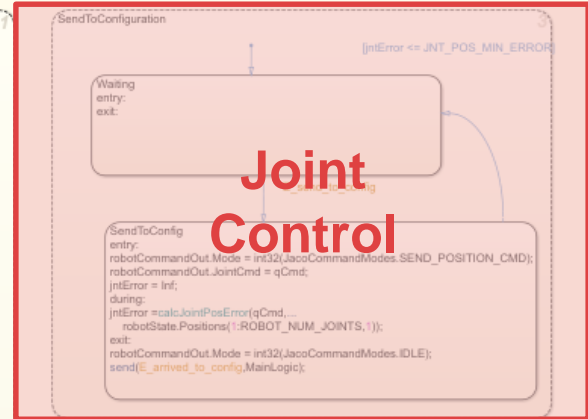 SendToConfiguration
3
[jntError <= JNT_POS_MIN_ERROR]
Waiting
entry:
exit:
Joint
Control
SendToConfig
entry:
robotCommandOut.Mode = int32(JacoCommandModes.SEND_POSITION_CMD);
robotCommandOut.JointCmd = qCmd;
jntError = Inf;
during:
jntError =calcJointPosError(qCmd,...
robotState.Positions(1:ROBOT_NUM_JOINTS,1));
exit:
robotCommandOut.Mode = int32(JacoCommandModes.IDLE);
send(E_arrived_to_config,MainLogic);